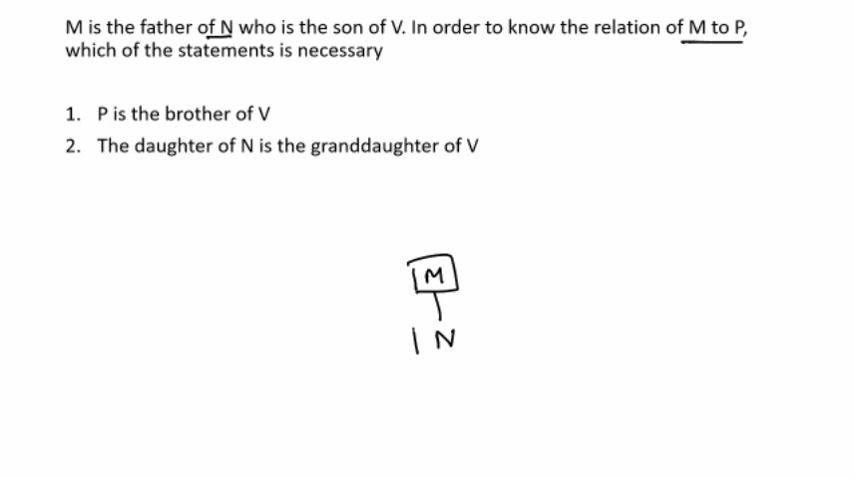 M is the father of N who is the son of V. In order to know the relation of M to P,
which of the statements is necessary
1. P is the brother of V
2. The daughter of N is the granddaughter of V
M
N